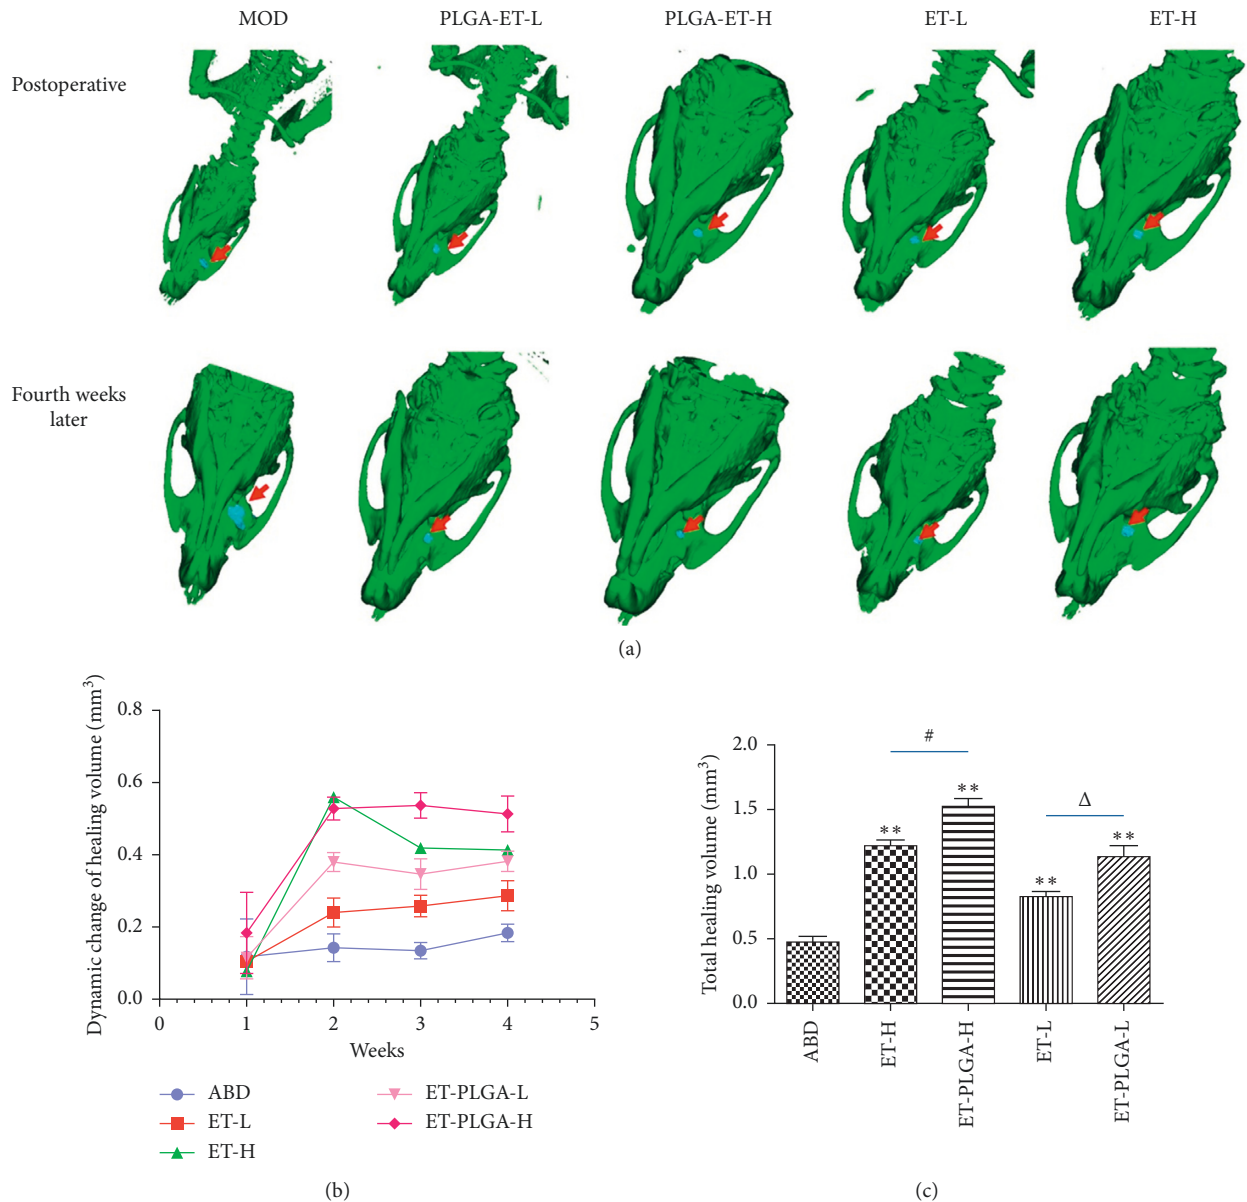 MOD PLGA-ET-L PLGA-ET-H ET-L ET-H
Postoperative
Fourth weeks
later
(a)
Dynamic change of healing volume (mm³)
0.8
0.6
0.4
0.2
0.0
0 1 2 3 4 5
Weeks
ABD
ET-L
ET-H
ET-PLGA-L
ET-PLGA-H
(b)
Total healing volume (mm³)
2.0
1.5
1.0
0.5
0.0
#
Δ
**
**
**
**
ABD
ET-H
ET-PLGA-H
ET-L
ET-PLGA-L
(c)